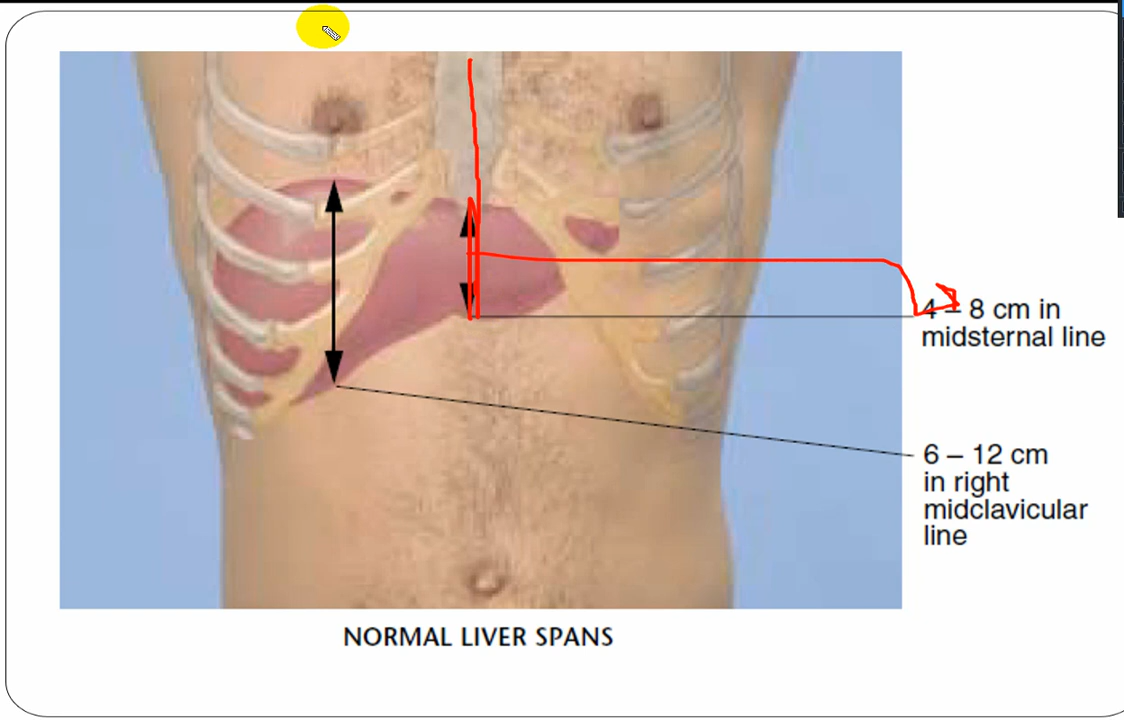 4 – 8 cm in
midsternal line
6 – 12 cm
in right
midclavicular
line
NORMAL LIVER SPANS